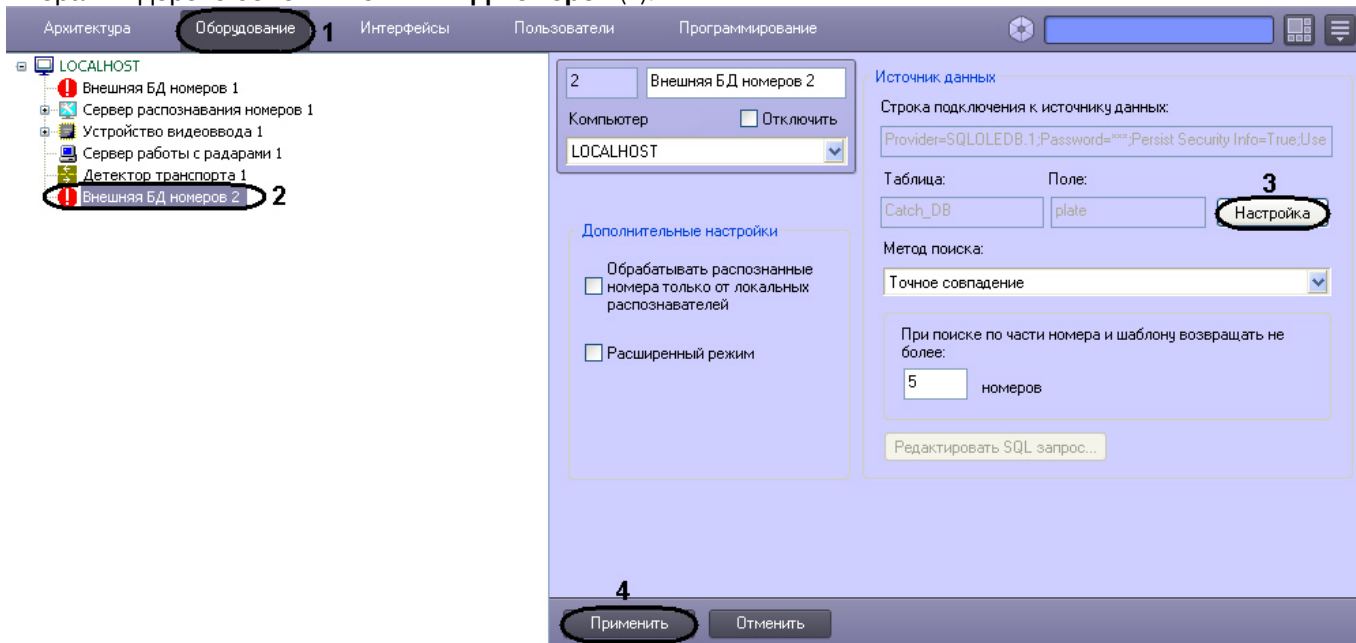 Архитектура Оборудование 1 Интерфейсы Пользователи Программирование
LOCALHOST
Внешняя БД номеров 1
Сервер распознавания номеров 1
Устройство видеоввода 1
Сервер работы с радарами 1
Детектор транспорта 1
Внешняя БД номеров 2 2
2 Внешняя БД номеров 2
Компьютер Отключить
LOCALHOST
Дополнительные настройки
Обрабатывать распознанные
номера только от локальных
распознавателей
Расширенный режим
Источник данных
Строка подключения к источнику данных:
Provider=SQLOLEDB.1;Password=***;Persist Security Info=True;Use
Таблица: Поле: 3
Catch_DB plate Настройка
Метод поиска:
Точное совпадение
При поиске по части номера и шаблону возвращать не
более:
5 номеров
Редактировать SQL запрос...
4
Применить Отменить